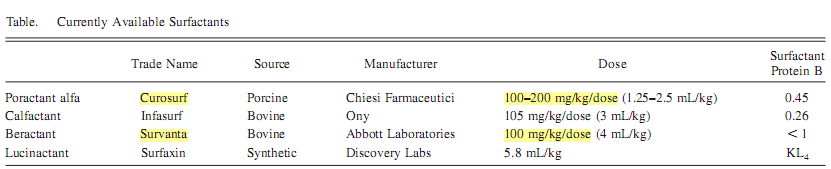 Table. Currently Available Surfactants
Trade Name Source Manufacturer Dose Surfactant Protein B
Poractant alfa Curosurf Porcine Chiesi Farmaceutici 100–200 mg/kg/dose (1.25–2.5 mL/kg) 0.45
Calfactant Infasurf Bovine Ony 105 mg/kg/dose (3 mL/kg) 0.26
Beractant Survanta Bovine Abbott Laboratories 100 mg/kg/dose (4 mL/kg) < 1
Lucinactant Surfaxin Synthetic Discovery Labs 5.8 mL/kg KL₄